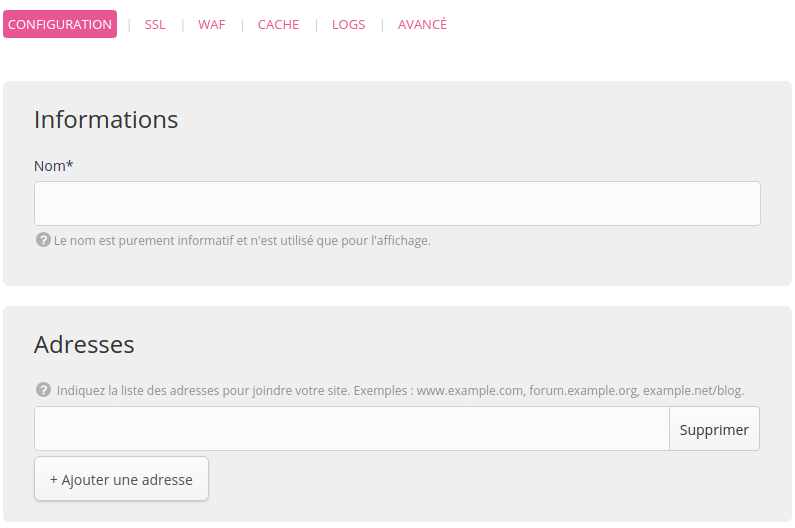 CONFIGURATION | SSL | WAF | CACHE | LOGS | AVANCÉ
Informations
Nom*
? Le nom est purement informatif et n'est utilisé que pour l'affichage.
Adresses
? Indiquez la liste des adresses pour joindre votre site. Exemples : www.example.com, forum.example.org, example.net/blog.
Supprimer
+ Ajouter une adresse